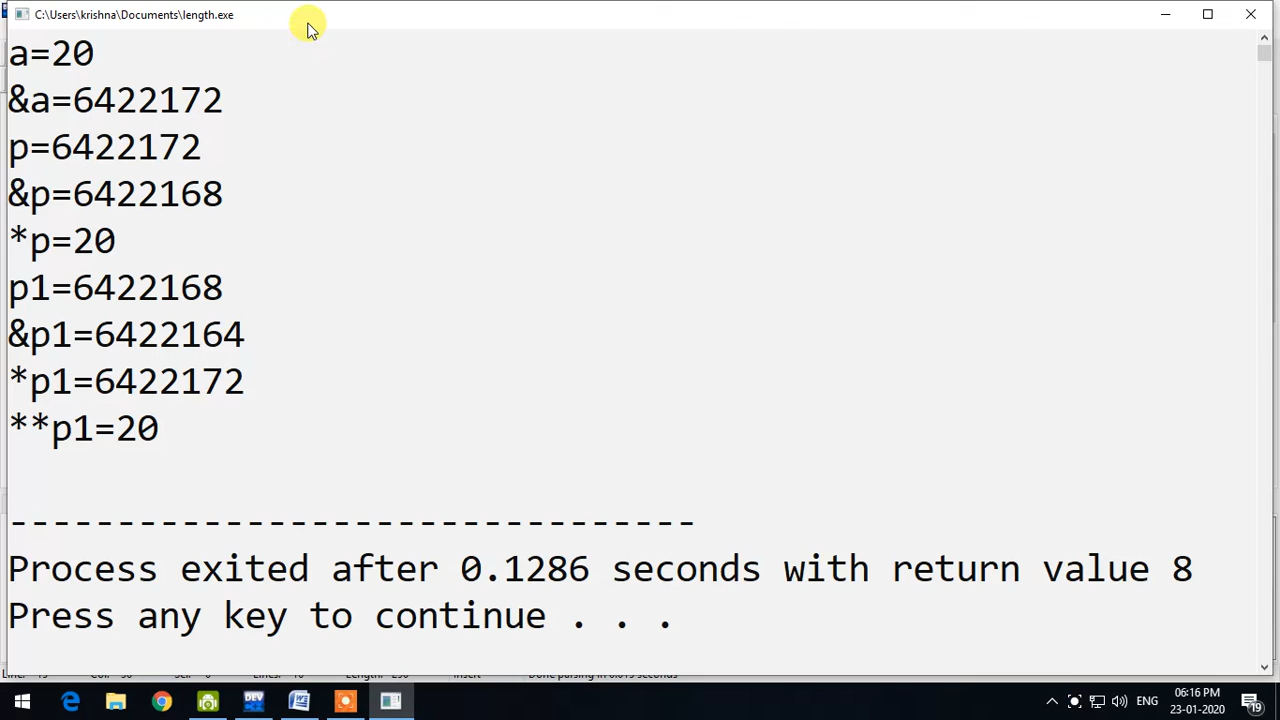 C:\Users\krishna\Documents\length.exe
a=20
&a=6422172
p=6422172
&p=6422168
*p=20
p1=6422168
&p1=6422164
*p1=6422172
**p1=20
--------------------------------
Process exited after 0.1286 seconds with return value 8
Press any key to continue . . .
DEV
ENG
06:16 PM
23-01-2020
19